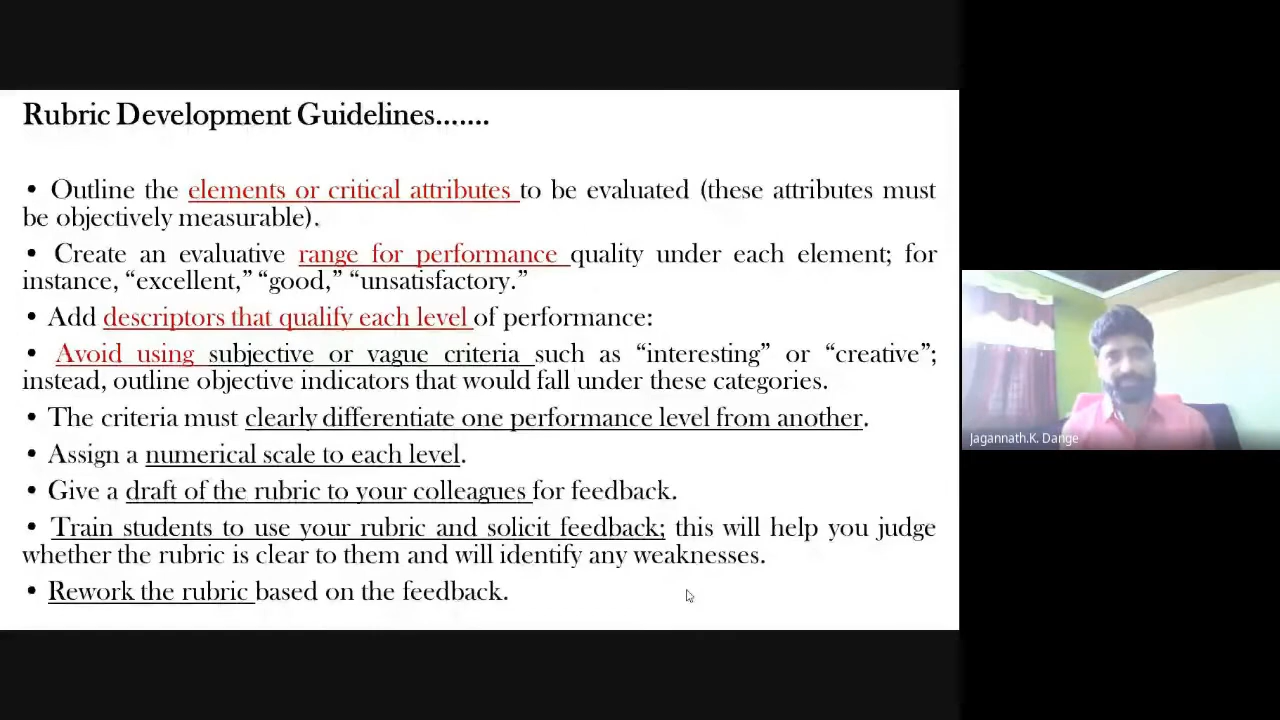 Rubric Development Guidelines.......
• Outline the elements or critical attributes to be evaluated (these attributes must
be objectively measurable).
• Create an evaluative range for performance quality under each element; for
instance, “excellent,” “good,” “unsatisfactory.”
• Add descriptors that qualify each level of performance:
• Avoid using subjective or vague criteria such as “interesting” or “creative”;
instead, outline objective indicators that would fall under these categories.
• The criteria must clearly differentiate one performance level from another.
• Assign a numerical scale to each level.
• Give a draft of the rubric to your colleagues for feedback.
• Train students to use your rubric and solicit feedback; this will help you judge
whether the rubric is clear to them and will identify any weaknesses.
• Rework the rubric based on the feedback.
Jagannath.K. Dange